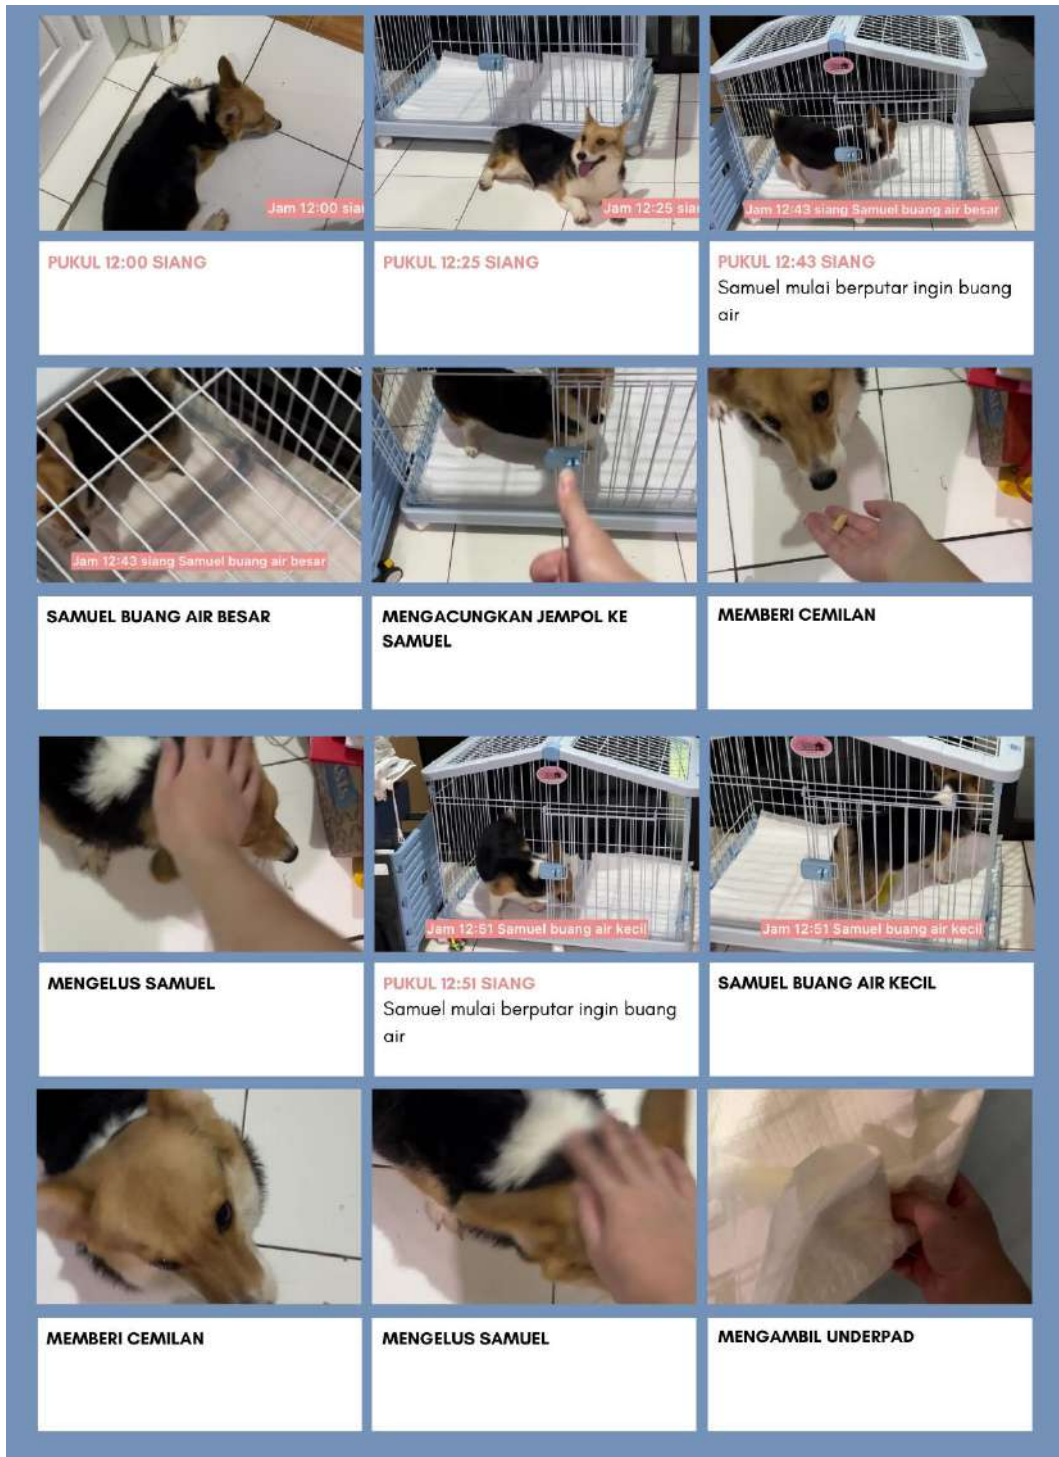 Jam 12:00 sia
Jam 12:25 sia
Jam 12:43 siang Samuel buang air besar
PUKUL 12:00 SIANG
PUKUL 12:25 SIANG
PUKUL 12:43 SIANG
Samuel mulai berputar ingin buang
air
Jam 12:43 siang Samuel buang air besar
SAMUEL BUANG AIR BESAR
MENGACUNGKAN JEMPOL KE
SAMUEL
MEMBERI CEMILAN
Jam 12:51 Samuel buang air kecil
Jam 12:51 Samuel buang air kecil
MENGELUS SAMUEL
PUKUL 12:51 SIANG
Samuel mulai berputar ingin buang
air
SAMUEL BUANG AIR KECIL
MEMBERI CEMILAN
MENGELUS SAMUEL
MENGAMBIL UNDERPAD